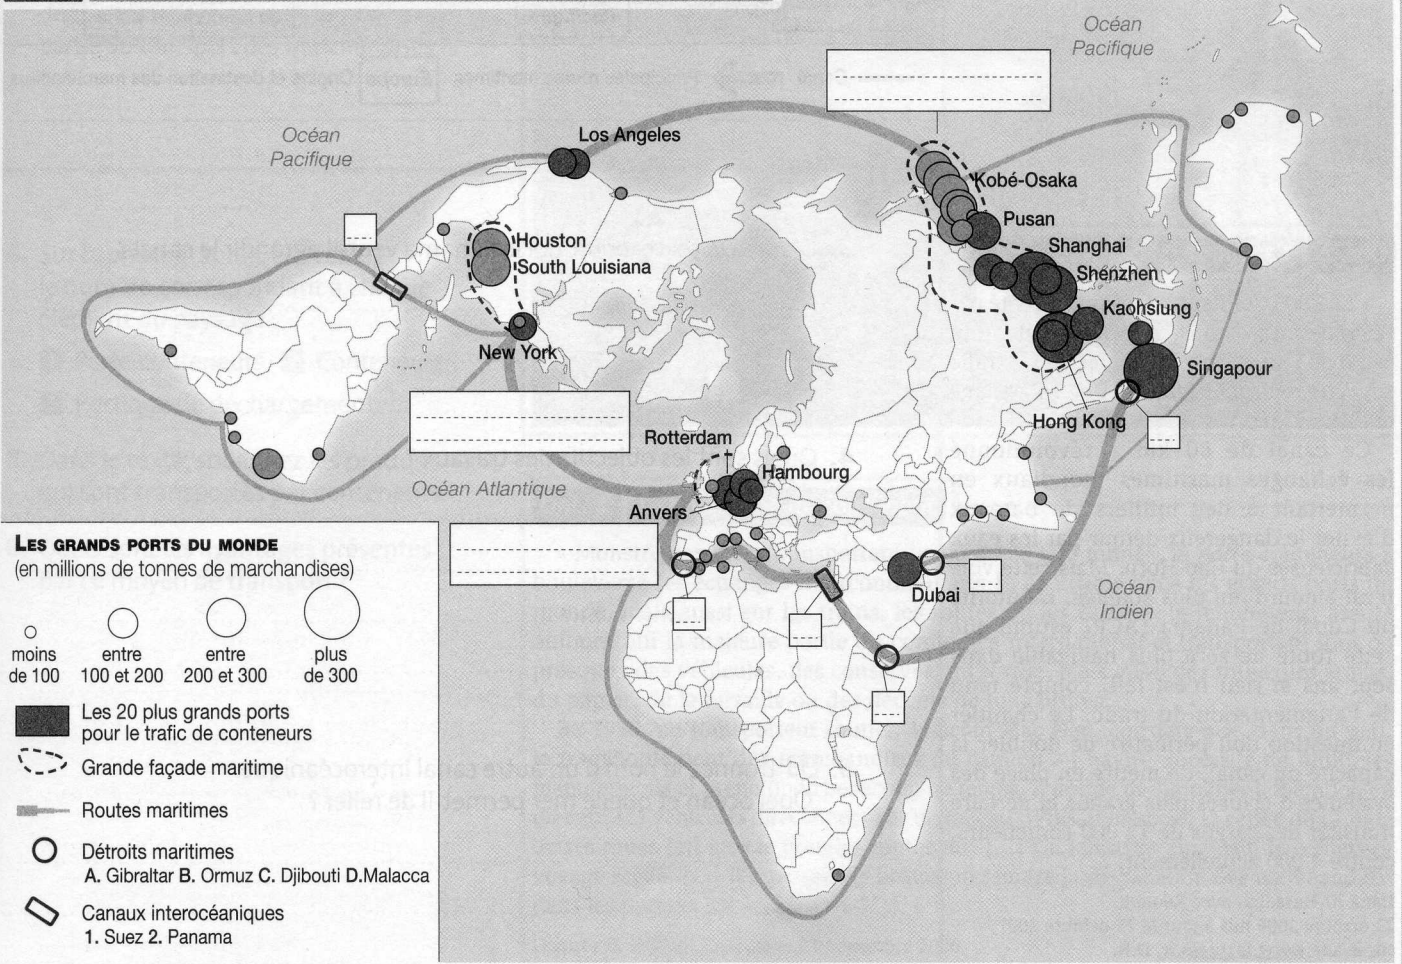 Océan
Pacifique
Océan
Pacifique
Los Angeles
Kobé-Osaka
Pusan
Shanghai
Shenzhen
Kaohsiung
Singapour
Hong Kong
Houston
South Louisiana
New York
Rotterdam
Hambourg
Anvers
Océan Atlantique
Dubai
Océan
Indien
LES GRANDS PORTS DU MONDE
(en millions de tonnes de marchandises)
moins
de 100
entre
100 et 200
entre
200 et 300
plus
de 300
Les 20 plus grands ports
pour le trafic de conteneurs
Grande façade maritime
Routes maritimes
Détroits maritimes
A. Gibraltar B. Ormuz C. Djibouti D.Malacca
Canaux interocéaniques
1. Suez 2. Panama